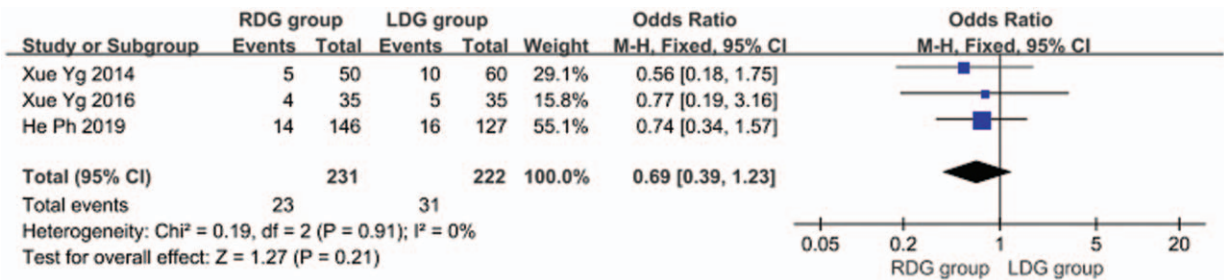 RDG group LDG group Odds Ratio Odds Ratio
Study or Subgroup Events Total Events Total Weight M-H, Fixed, 95% CI M-H, Fixed, 95% CI
Xue Yg 2014 5 50 10 60 29.1% 0.56 [0.18, 1.75]
Xue Yg 2016 4 35 5 35 15.8% 0.77 [0.19, 3.16]
He Ph 2019 14 146 16 127 55.1% 0.74 [0.34, 1.57]
Total (95% CI) 231 222 100.0% 0.69 [0.39, 1.23]
Total events 23 31
Heterogeneity: Chi² = 0.19, df = 2 (P = 0.91); I² = 0%
Test for overall effect: Z = 1.27 (P = 0.21)
0.05 0.2 1 5 20
RDG group LDG group